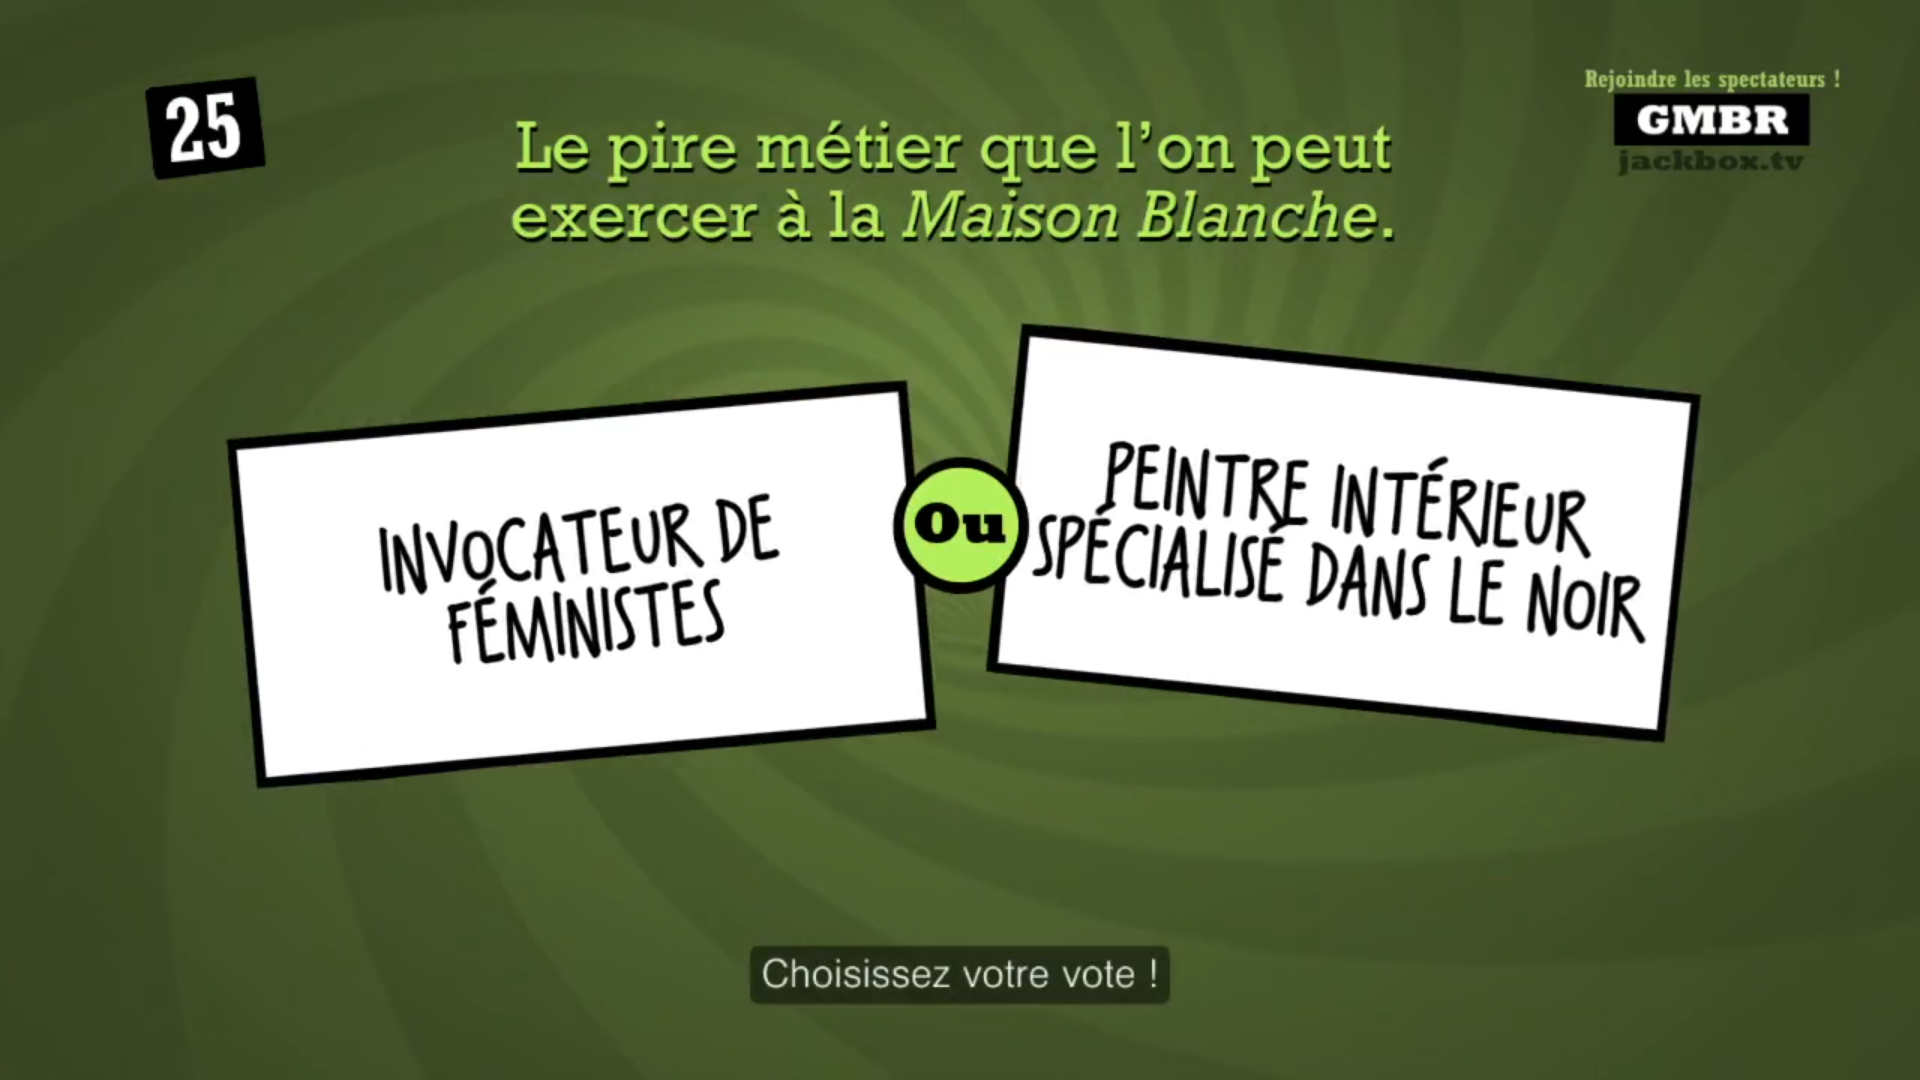 25
Rejoindre les spectateurs !
GMBR
jackbox.tv
Le pire métier que l'on peut
exercer à la Maison Blanche.
INVOCATEUR DE
FÉMINISTES
Ou
PEINTRE INTÉRIEUR
SPÉCIALISÉ DANS LE NOIR
Choisissez votre vote !